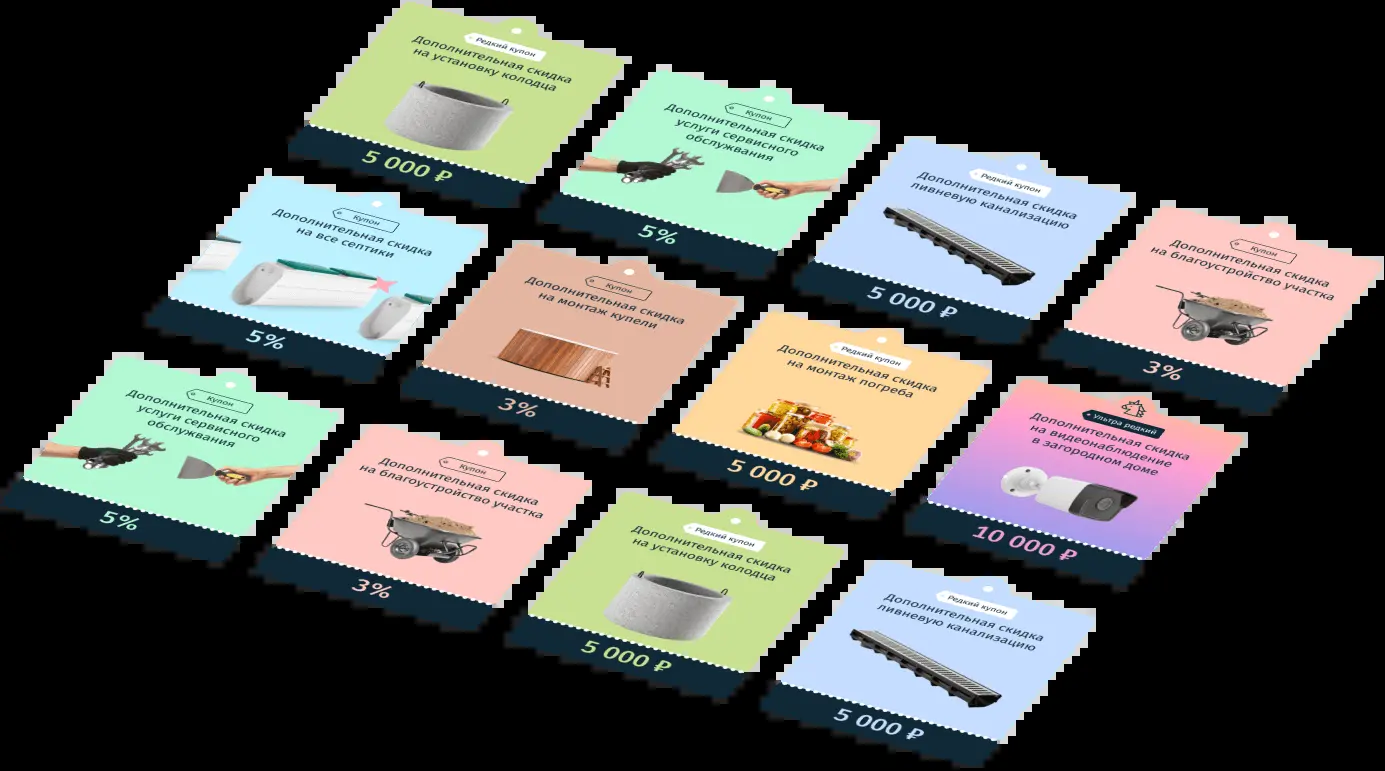 Редкий купон
Дополнительная скидка
на установку колодца
5 000 ₽
Купон
Дополнительная скидка
услуги сервисного
обслужвания
5%
Редкий купон
Дополнительная скидка
ливневую канализацию
5 000 ₽
Купон
Дополнительная скидка
на благоустройство участка
3%
Купон
Дополнительная скидка
на все септики
5%
Купон
Дополнительная скидка
на монтаж купели
3%
Редкий купон
Дополнительная скидка
на монтаж погреба
5 000 ₽
Ультра редкий
Дополнительная скидка
на видеонаблюдение
в загородном доме
10 000 ₽
Купон
Дополнительная скидка
услуги сервисного
обслужвания
5%
Купон
Дополнительная скидка
на благоустройство участка
3%
Редкий купон
Дополнительная скидка
на установку колодца
5 000 ₽
Редкий купон
Дополнительная скидка
ливневую канализацию
5 000 ₽